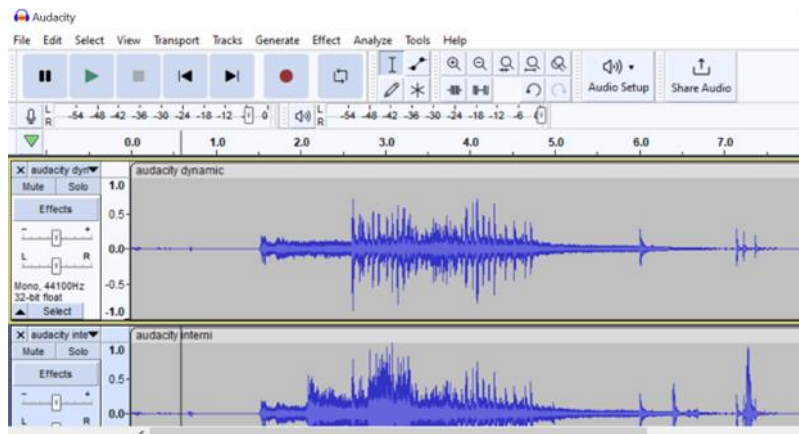 Audacity
File Edit Select View Transport Tracks Generate Effect Analyze Tools Help
Audio Setup Share Audio
L R -54 -48 -42 -36 -30 -24 -18 -12 0 L R -54 -48 -42 -36 -30 -24 -18 -12 -6 0
0.0 1.0 2.0 3.0 4.0 5.0 6.0 7.0
audacity dyn audacity dynamic
Mute Solo 1.0
Effects 0.5
- + 0.0
L R
Mono, 44100Hz -0.5
32-bit float
Select -1.0
audacity inte audacity interni
Mute Solo 1.0
Effects 0.5
- + 0.0
L R